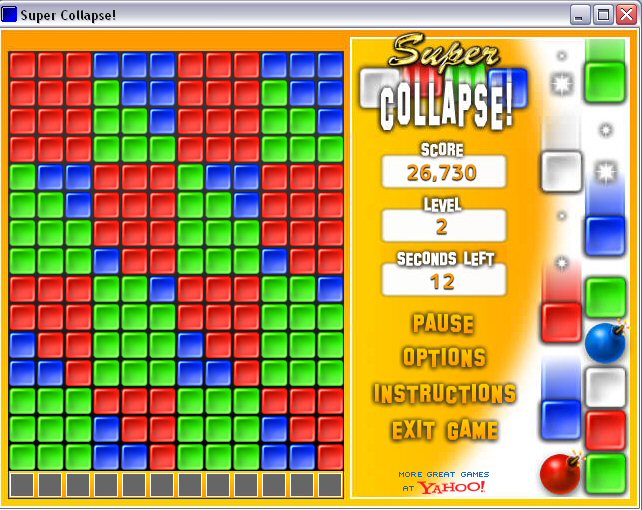 Super Collapse!
Super
COLLAPSE!
SCORE
26,730
LEVEL
2
SECONDS LEFT
12
PAUSE
OPTIONS
INSTRUCTIONS
EXIT GAME
MORE GREAT GAMES
AT YAHOO!